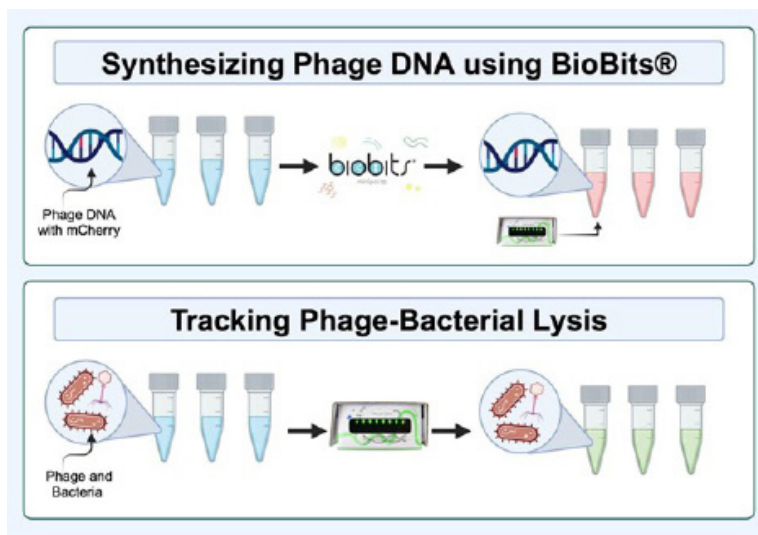 Synthesizing Phage DNA using BioBits®
biobits®
Phage DNA
with mCherry
Tracking Phage-Bacterial Lysis
Phage and
Bacteria